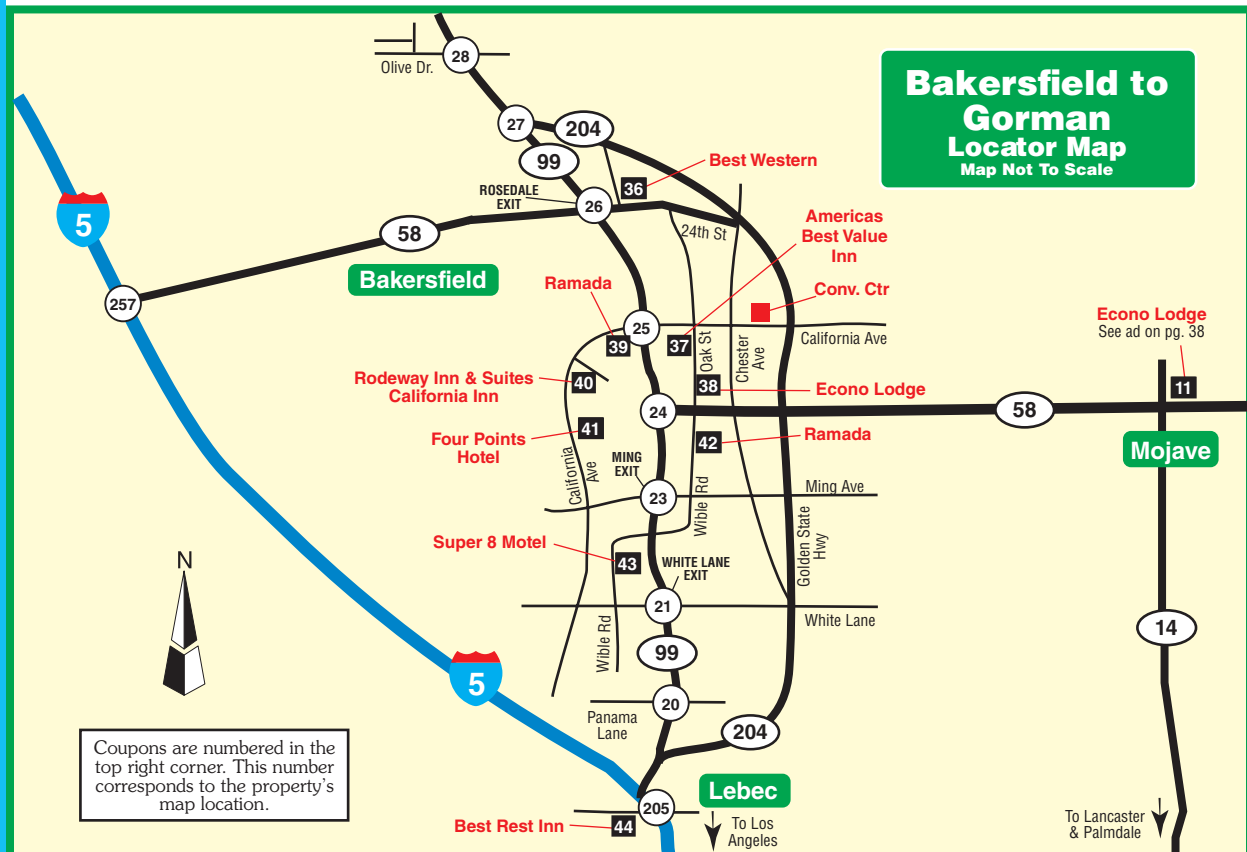 Bakersfield to
Gorman
Locator Map
Map Not To Scale
28
Olive Dr.
27
204
99
Best Western
36
ROSEDALE
EXIT
26
5
58
24th St
Americas
Best Value
Inn
Bakersfield
257
Ramada
Conv. Ctr
25
39
37
Oak St
Chester
Ave
California Ave
Econo Lodge
See ad on pg. 38
11
Rodeway Inn & Suites
California Inn
40
38
Econo Lodge
24
58
Four Points
Hotel
41
42
Ramada
Mojave
California
Ave
MING
EXIT
23
Wible Rd
Ming Ave
Golden State
Hwy
Super 8 Motel
43
WHITE LANE
EXIT
N
21
White Lane
Wible Rd
14
99
5
20
Panama
Lane
204
Coupons are numbered in the
top right corner. This number
corresponds to the property's
map location.
Lebec
205
Best Rest Inn
44
To Los
Angeles
To Lancaster
& Palmdale